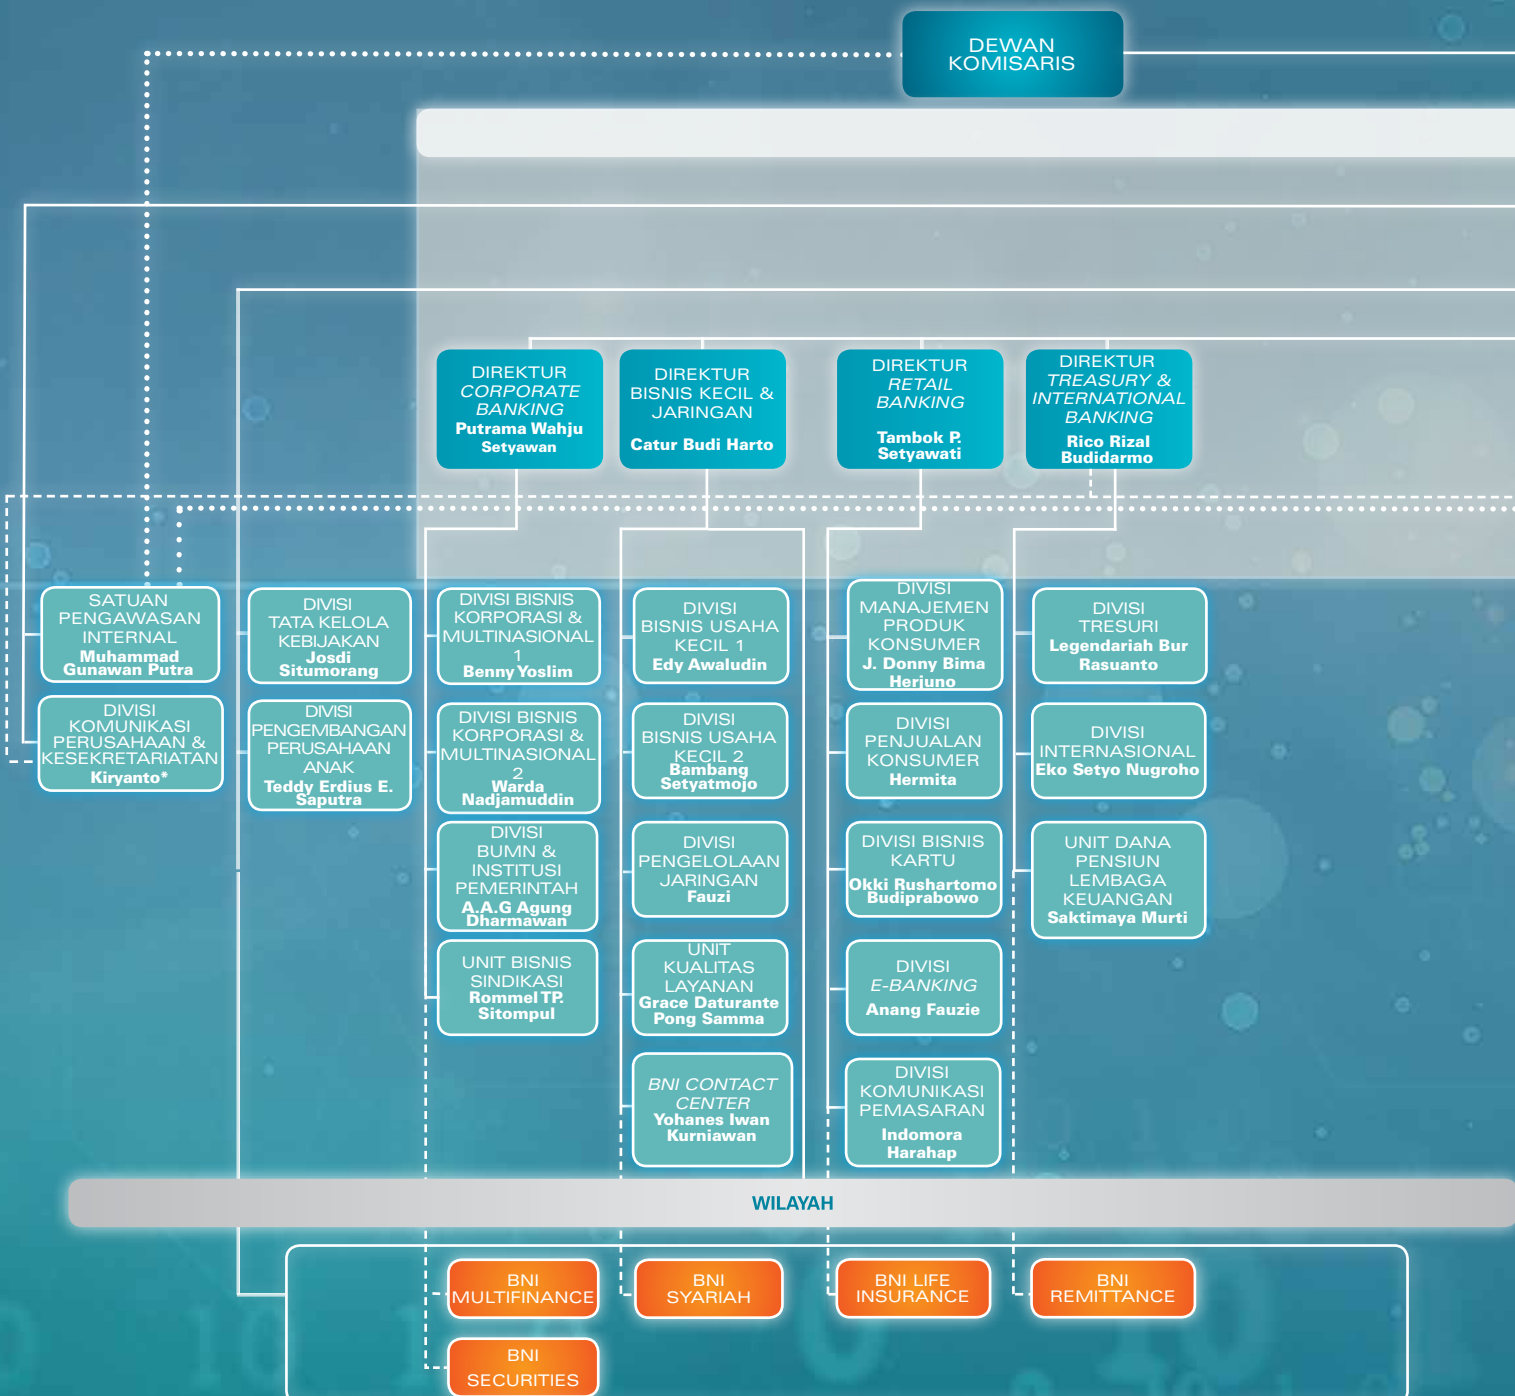 DEWAN
KOMISARIS
DIREKTUR
CORPORATE
BANKING
Putrama Wahju
Setyawan
DIREKTUR
BISNIS KECIL &
JARINGAN
Catur Budi Harto
DIREKTUR
RETAIL
BANKING
Tambok P.
Setyawati
DIREKTUR
TREASURY &
INTERNATIONAL
BANKING
Rico Rizal
Budidarmo
SATUAN
PENGAWASAN
INTERNAL
Muhammad
Gunawan Putra
DIVISI
KOMUNIKASI
PERUSAHAAN &
KESEKRETARIATAN
Kiryanto*
DIVISI
TATA KELOLA
KEBIJAKAN
Josdi
Situmorang
DIVISI
PENGEMBANGAN
PERUSAHAAN
ANAK
Teddy Erdius E.
Saputra
DIVISI BISNIS
KORPORASI &
MULTINASIONAL
1
Benny Yoslim
DIVISI BISNIS
KORPORASI &
MULTINASIONAL
2
Warda
Nadjamuddin
DIVISI
BUMN &
INSTITUSI
PEMERINTAH
A.A.G Agung
Dharmawan
UNIT BISNIS
SINDIKASI
Rommel TP.
Sitompul
DIVISI
BISNIS USAHA
KECIL 1
Edy Awaludin
DIVISI
BISNIS USAHA
KECIL 2
Bambang
Setyatmojo
DIVISI
PENGELOLAAN
JARINGAN
Fauzi
UNIT
KUALITAS
LAYANAN
Grace Daturante
Pong Samma
BNI CONTACT
CENTER
Yohanes Iwan
Kurniawan
DIVISI
MANAJEMEN
PRODUK
KONSUMER
J. Donny Bima
Herjuno
DIVISI
PENJUALAN
KONSUMER
Hermita
DIVISI BISNIS
KARTU
Okki Rushartomo
Budiprabowo
DIVISI
E-BANKING
Anang Fauzie
DIVISI
KOMUNIKASI
PEMASARAN
Indomora
Harahap
DIVISI
TRESURI
Legendariah Bur
Rasuanto
DIVISI
INTERNASIONAL
Eko Setyo Nugroho
UNIT DANA
PENSIUN
LEMBAGA
KEUANGAN
Saktimaya Murti
WILAYAH
BNI
MULTIFINANCE
BNI
SYARIAH
BNI LIFE
INSURANCE
BNI
REMITTANCE
BNI
SECURITIES